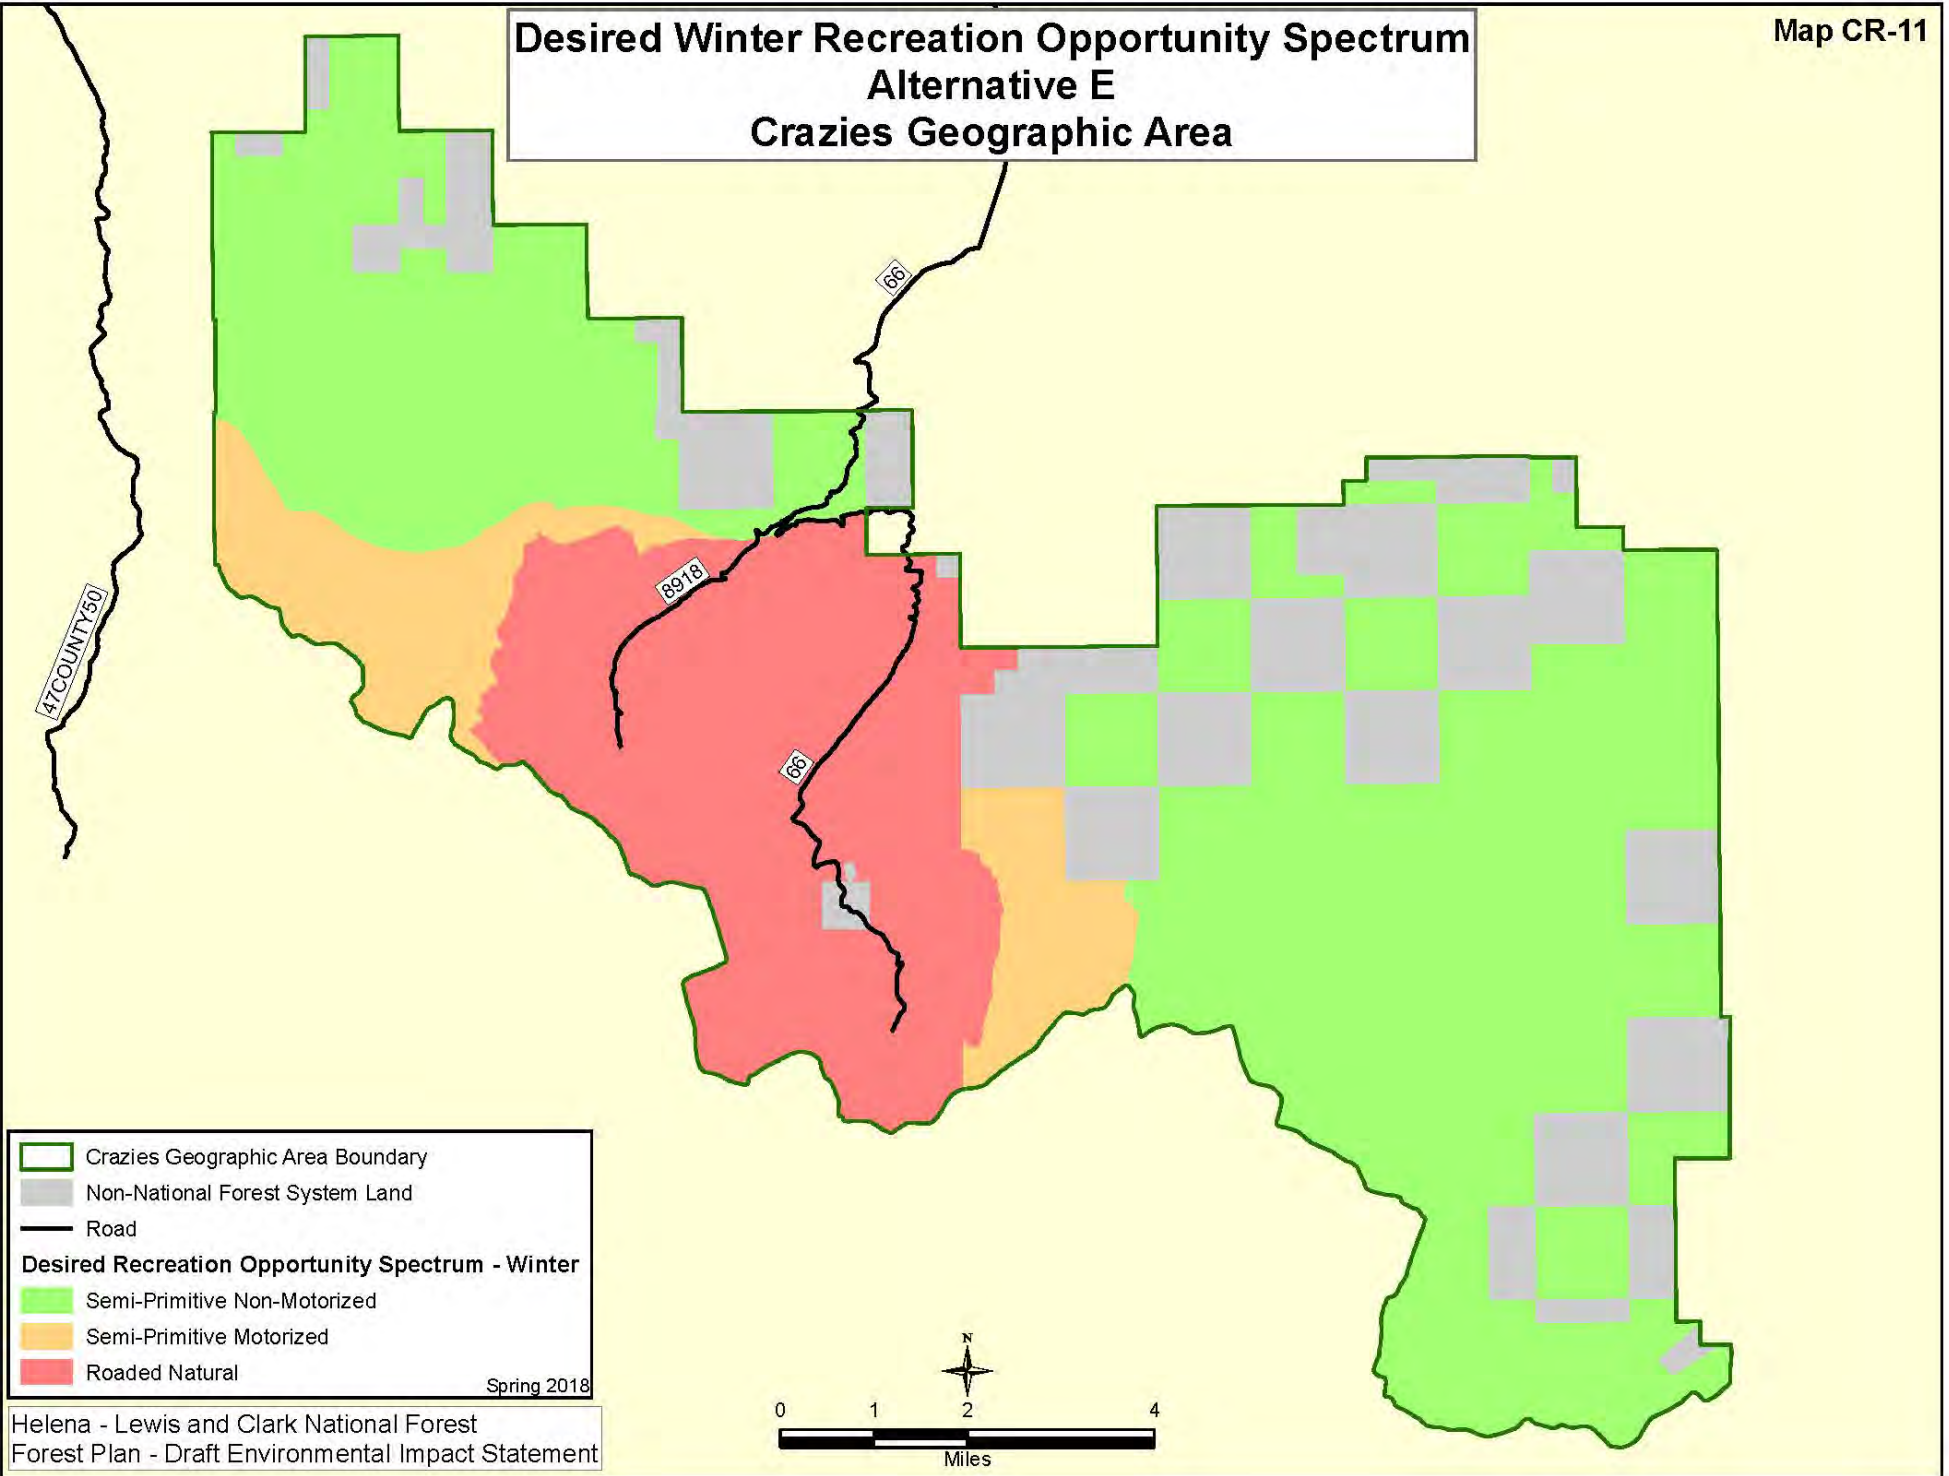 Desired Winter Recreation Opportunity Spectrum
Alternative E
Crazies Geographic Area
Map CR-11
66
8918
47COUNTY50
66
Crazies Geographic Area Boundary
Non-National Forest System Land
Road
Desired Recreation Opportunity Spectrum - Winter
Semi-Primitive Non-Motorized
Semi-Primitive Motorized
Roaded Natural
Spring 2018
N
0 1 2 4
Miles
Helena - Lewis and Clark National Forest
Forest Plan - Draft Environmental Impact Statement